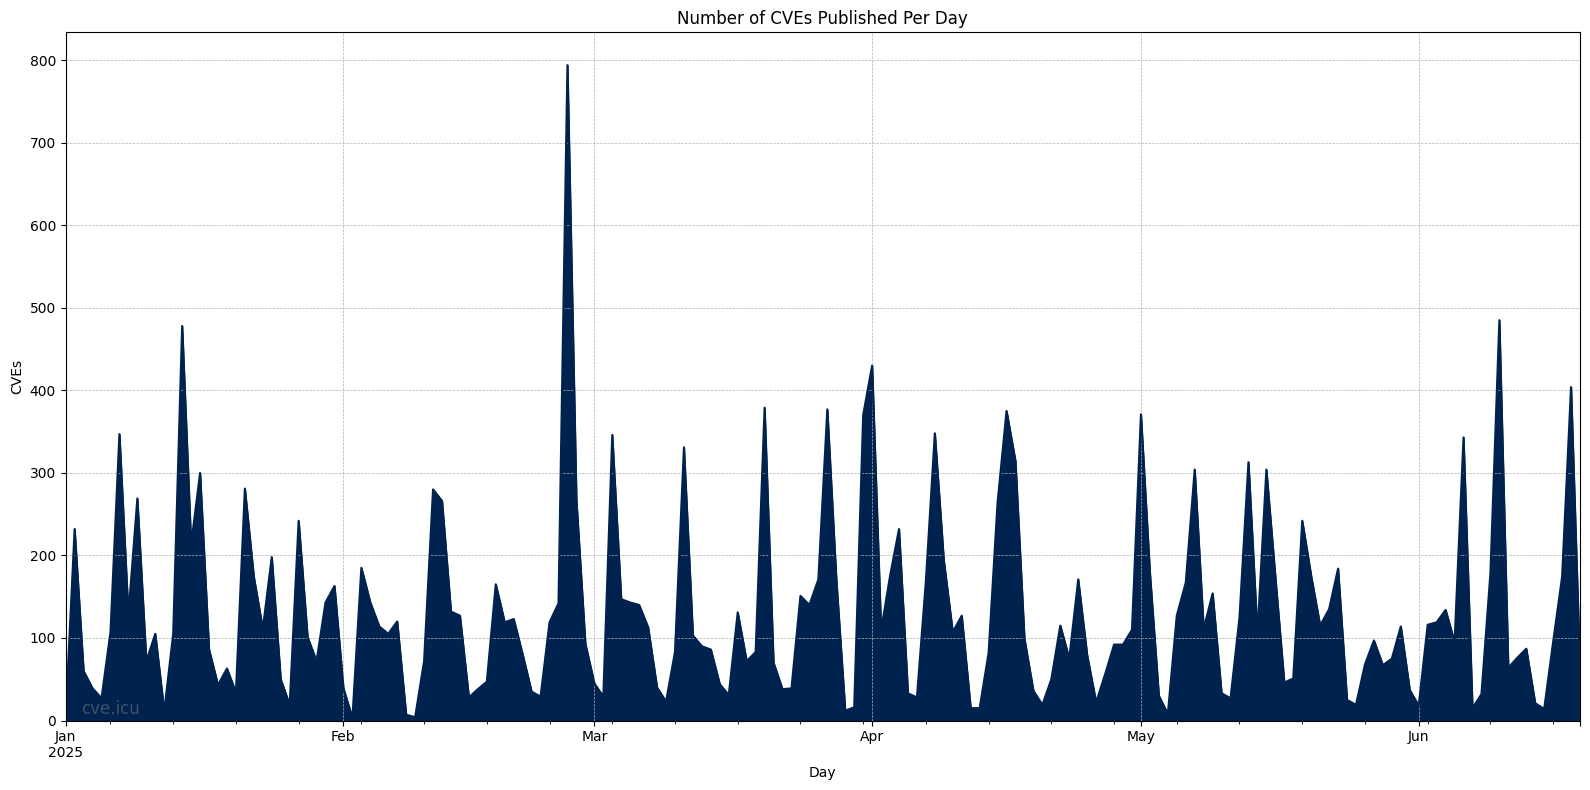 Number of CVEs Published Per Day
800
700
600
500
400
300
200
100
0
CVEs
cve.icu
Jan
2025
Feb
Mar
Apr
May
Jun
Day